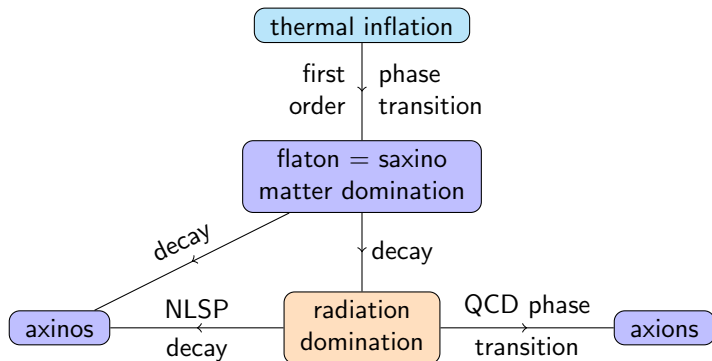 thermal inflation
first phase
order transition
flaton = saxino
matter domination
decay
decay
axinos
NLSP
decay
radiation
domination
QCD phase
transition
axions